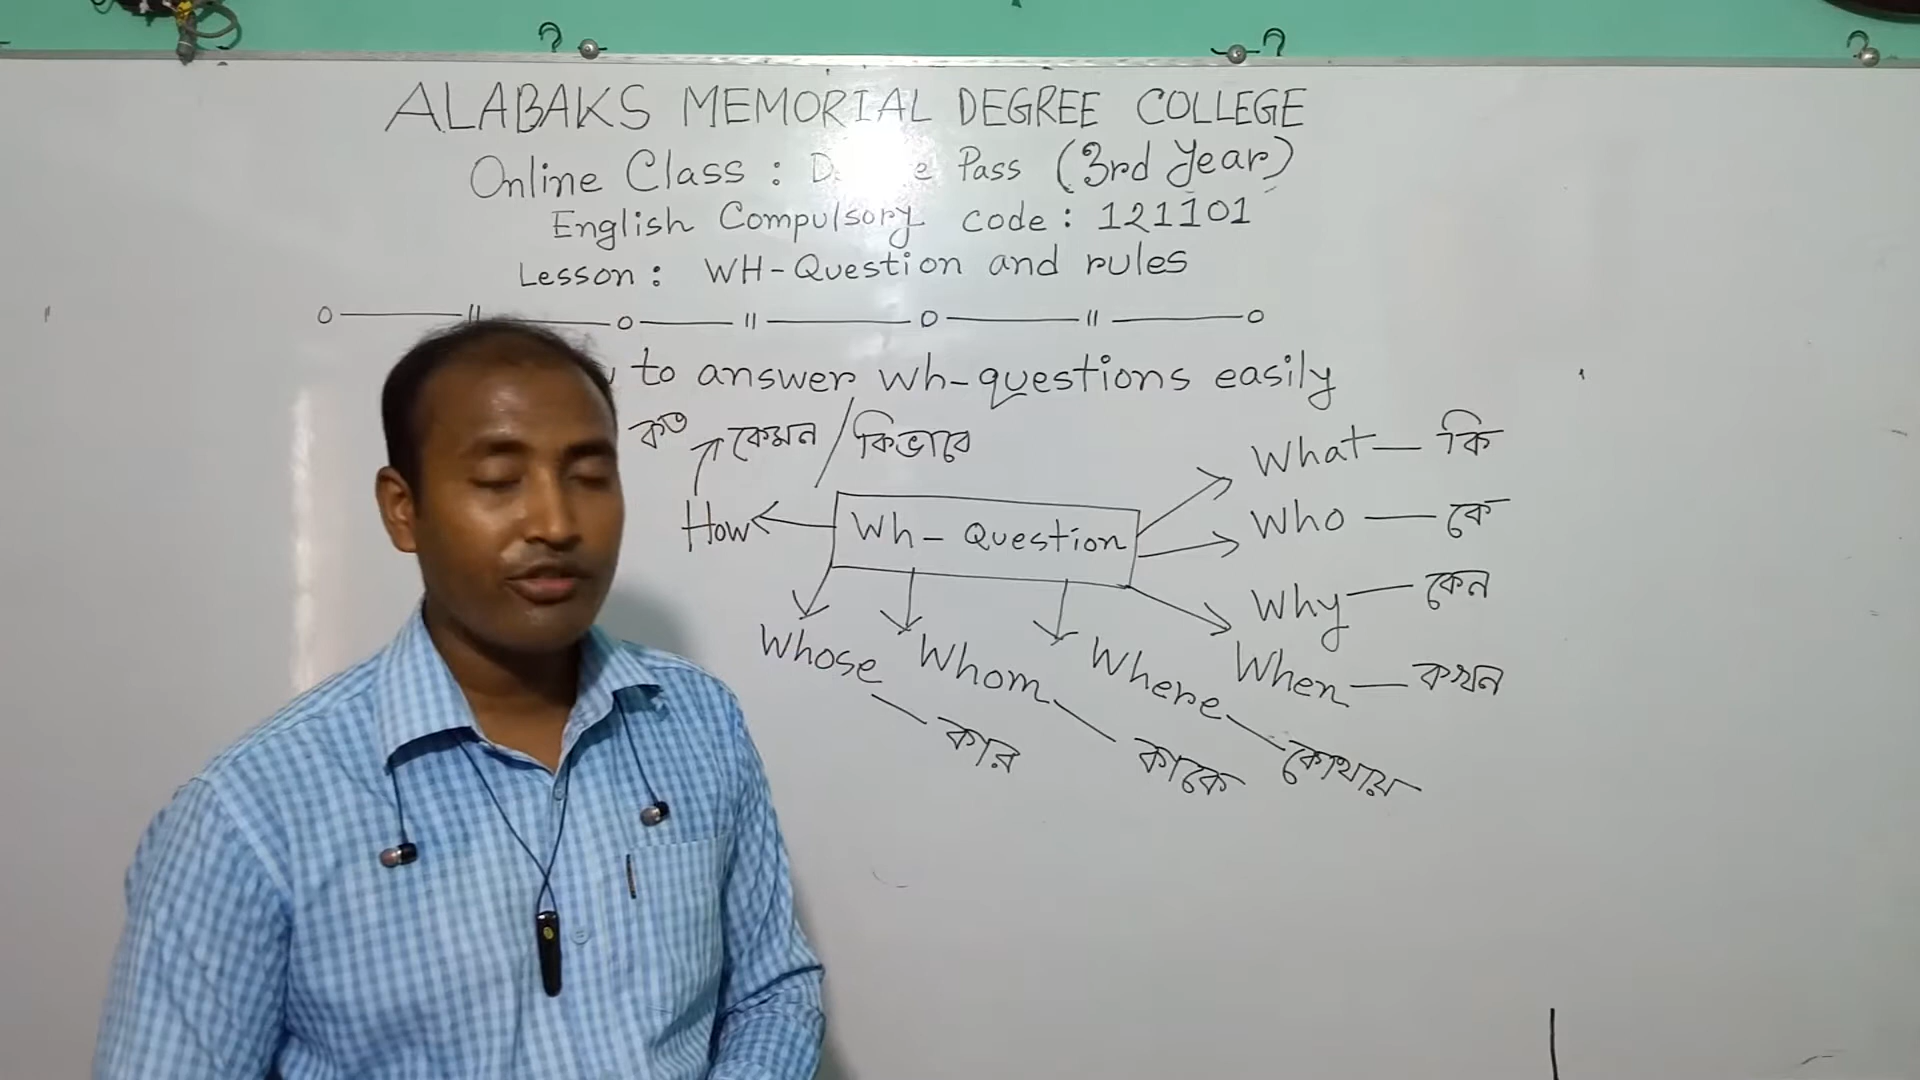 ALABAKS MEMORIAL DEGREE COLLEGE
Online Class : Pass (3rd Year)
English Compulsory code : 121101
Lesson : WH-Question and rules
to answer wh-questions easily
কত কেমন / কিভাবে
What — কি
How
Wh- Question
Who — কে
Why — কেন
When — কখন
Whose — কার
Whom — কাকে
Where — কোথায়